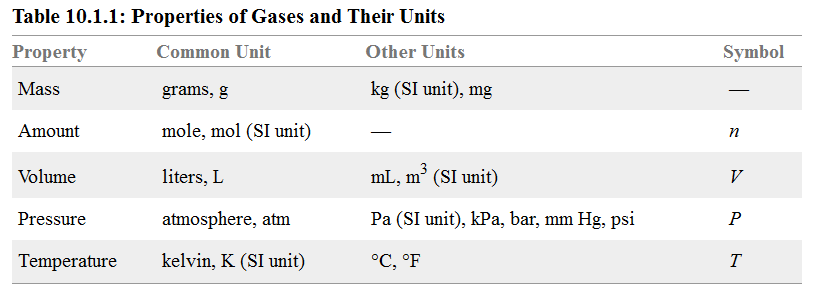 Table 10.1.1: Properties of Gases and Their Units
Property Common Unit Other Units Symbol
Mass grams, g kg (SI unit), mg —
Amount mole, mol (SI unit) — n
Volume liters, L mL, m³ (SI unit) V
Pressure atmosphere, atm Pa (SI unit), kPa, bar, mm Hg, psi P
Temperature kelvin, K (SI unit) °C, °F T